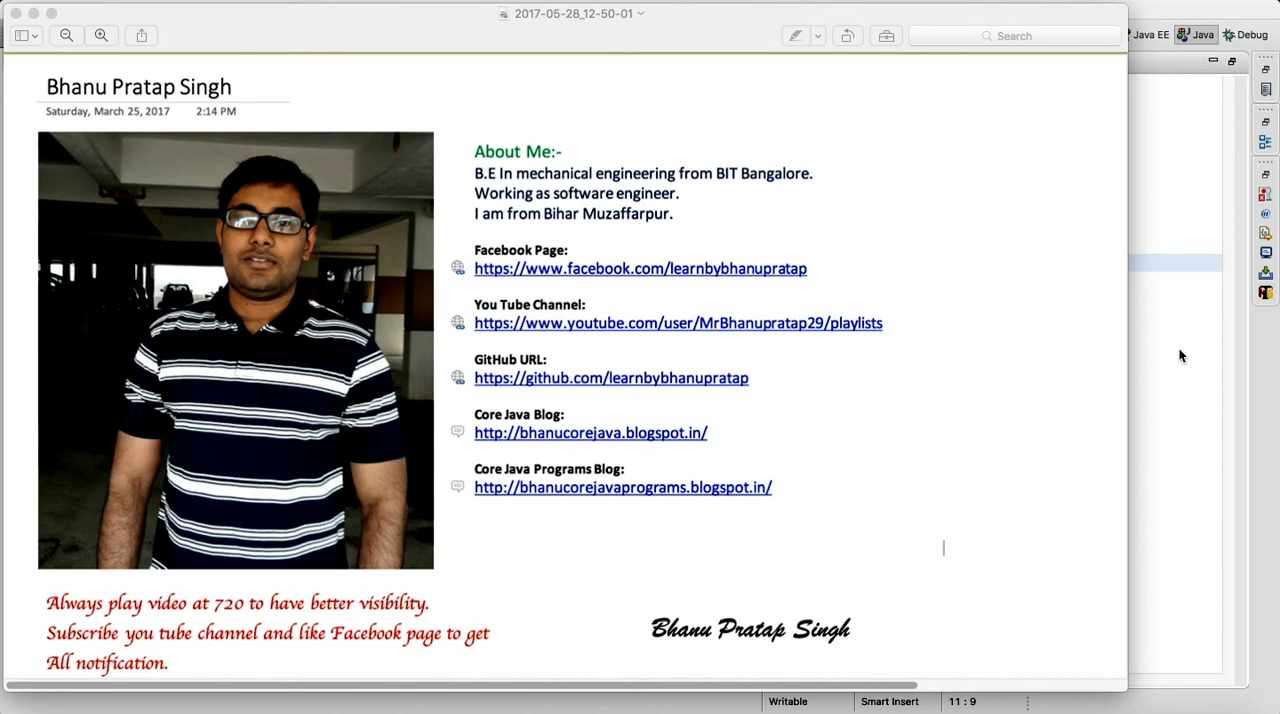 2017-05-28_12-50-01
Search
Java EE
Java
Debug
Bhanu Pratap Singh
Saturday, March 25, 2017 2:14 PM
About Me:-
B.E In mechanical engineering from BIT Bangalore.
Working as software engineer.
I am from Bihar Muzaffarpur.
Facebook Page:
https://www.facebook.com/learnbybhanupratap
You Tube Channel:
https://www.youtube.com/user/MrBhanupratap29/playlists
GitHub URL:
https://github.com/learnbybhanupratap
Core Java Blog:
http://bhanucorejava.blogspot.in/
Core Java Programs Blog:
http://bhanucorejavaprograms.blogspot.in/
Always play video at 720 to have better visibility.
Subscribe you tube channel and like Facebook page to get
All notification.
Bhanu Pratap Singh
Writable
Smart Insert
11 : 9